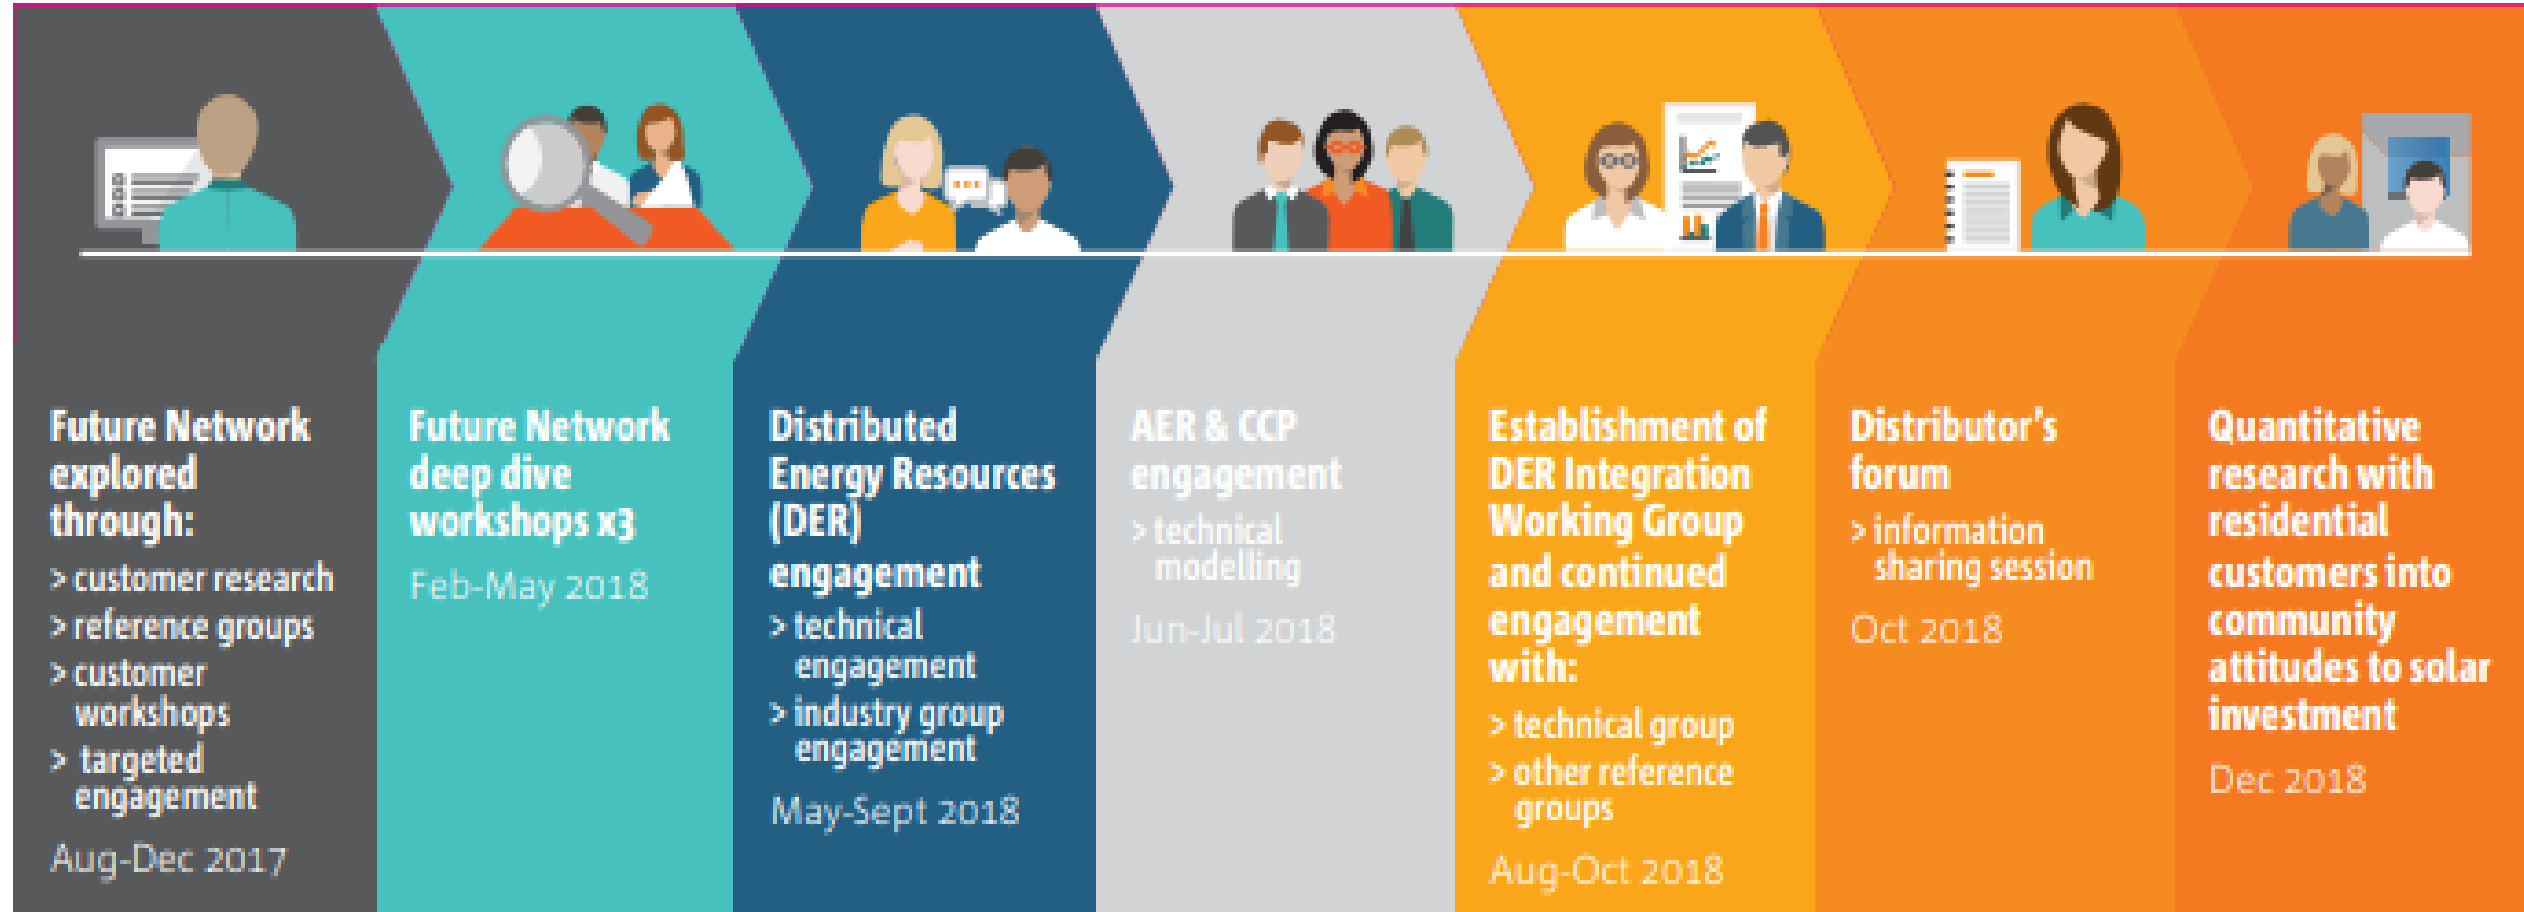 Future Network
explored
through:
> customer research
> reference groups
> customer
workshops
> targeted
engagement
Aug-Dec 2017
Future Network
deep dive
workshops x3
Feb-May 2018
Distributed
Energy Resources
(DER)
engagement
> technical
engagement
> industry group
engagement
May-Sept 2018
AER & CCP
engagement
> technical
modelling
Jun-Jul 2018
Establishment of
DER Integration
Working Group
and continued
engagement
with:
> technical group
> other reference
groups
Aug-Oct 2018
Distributor's
forum
> information
sharing session
Oct 2018
Quantitative
research with
residential
customers into
community
attitudes to solar
investment
Dec 2018